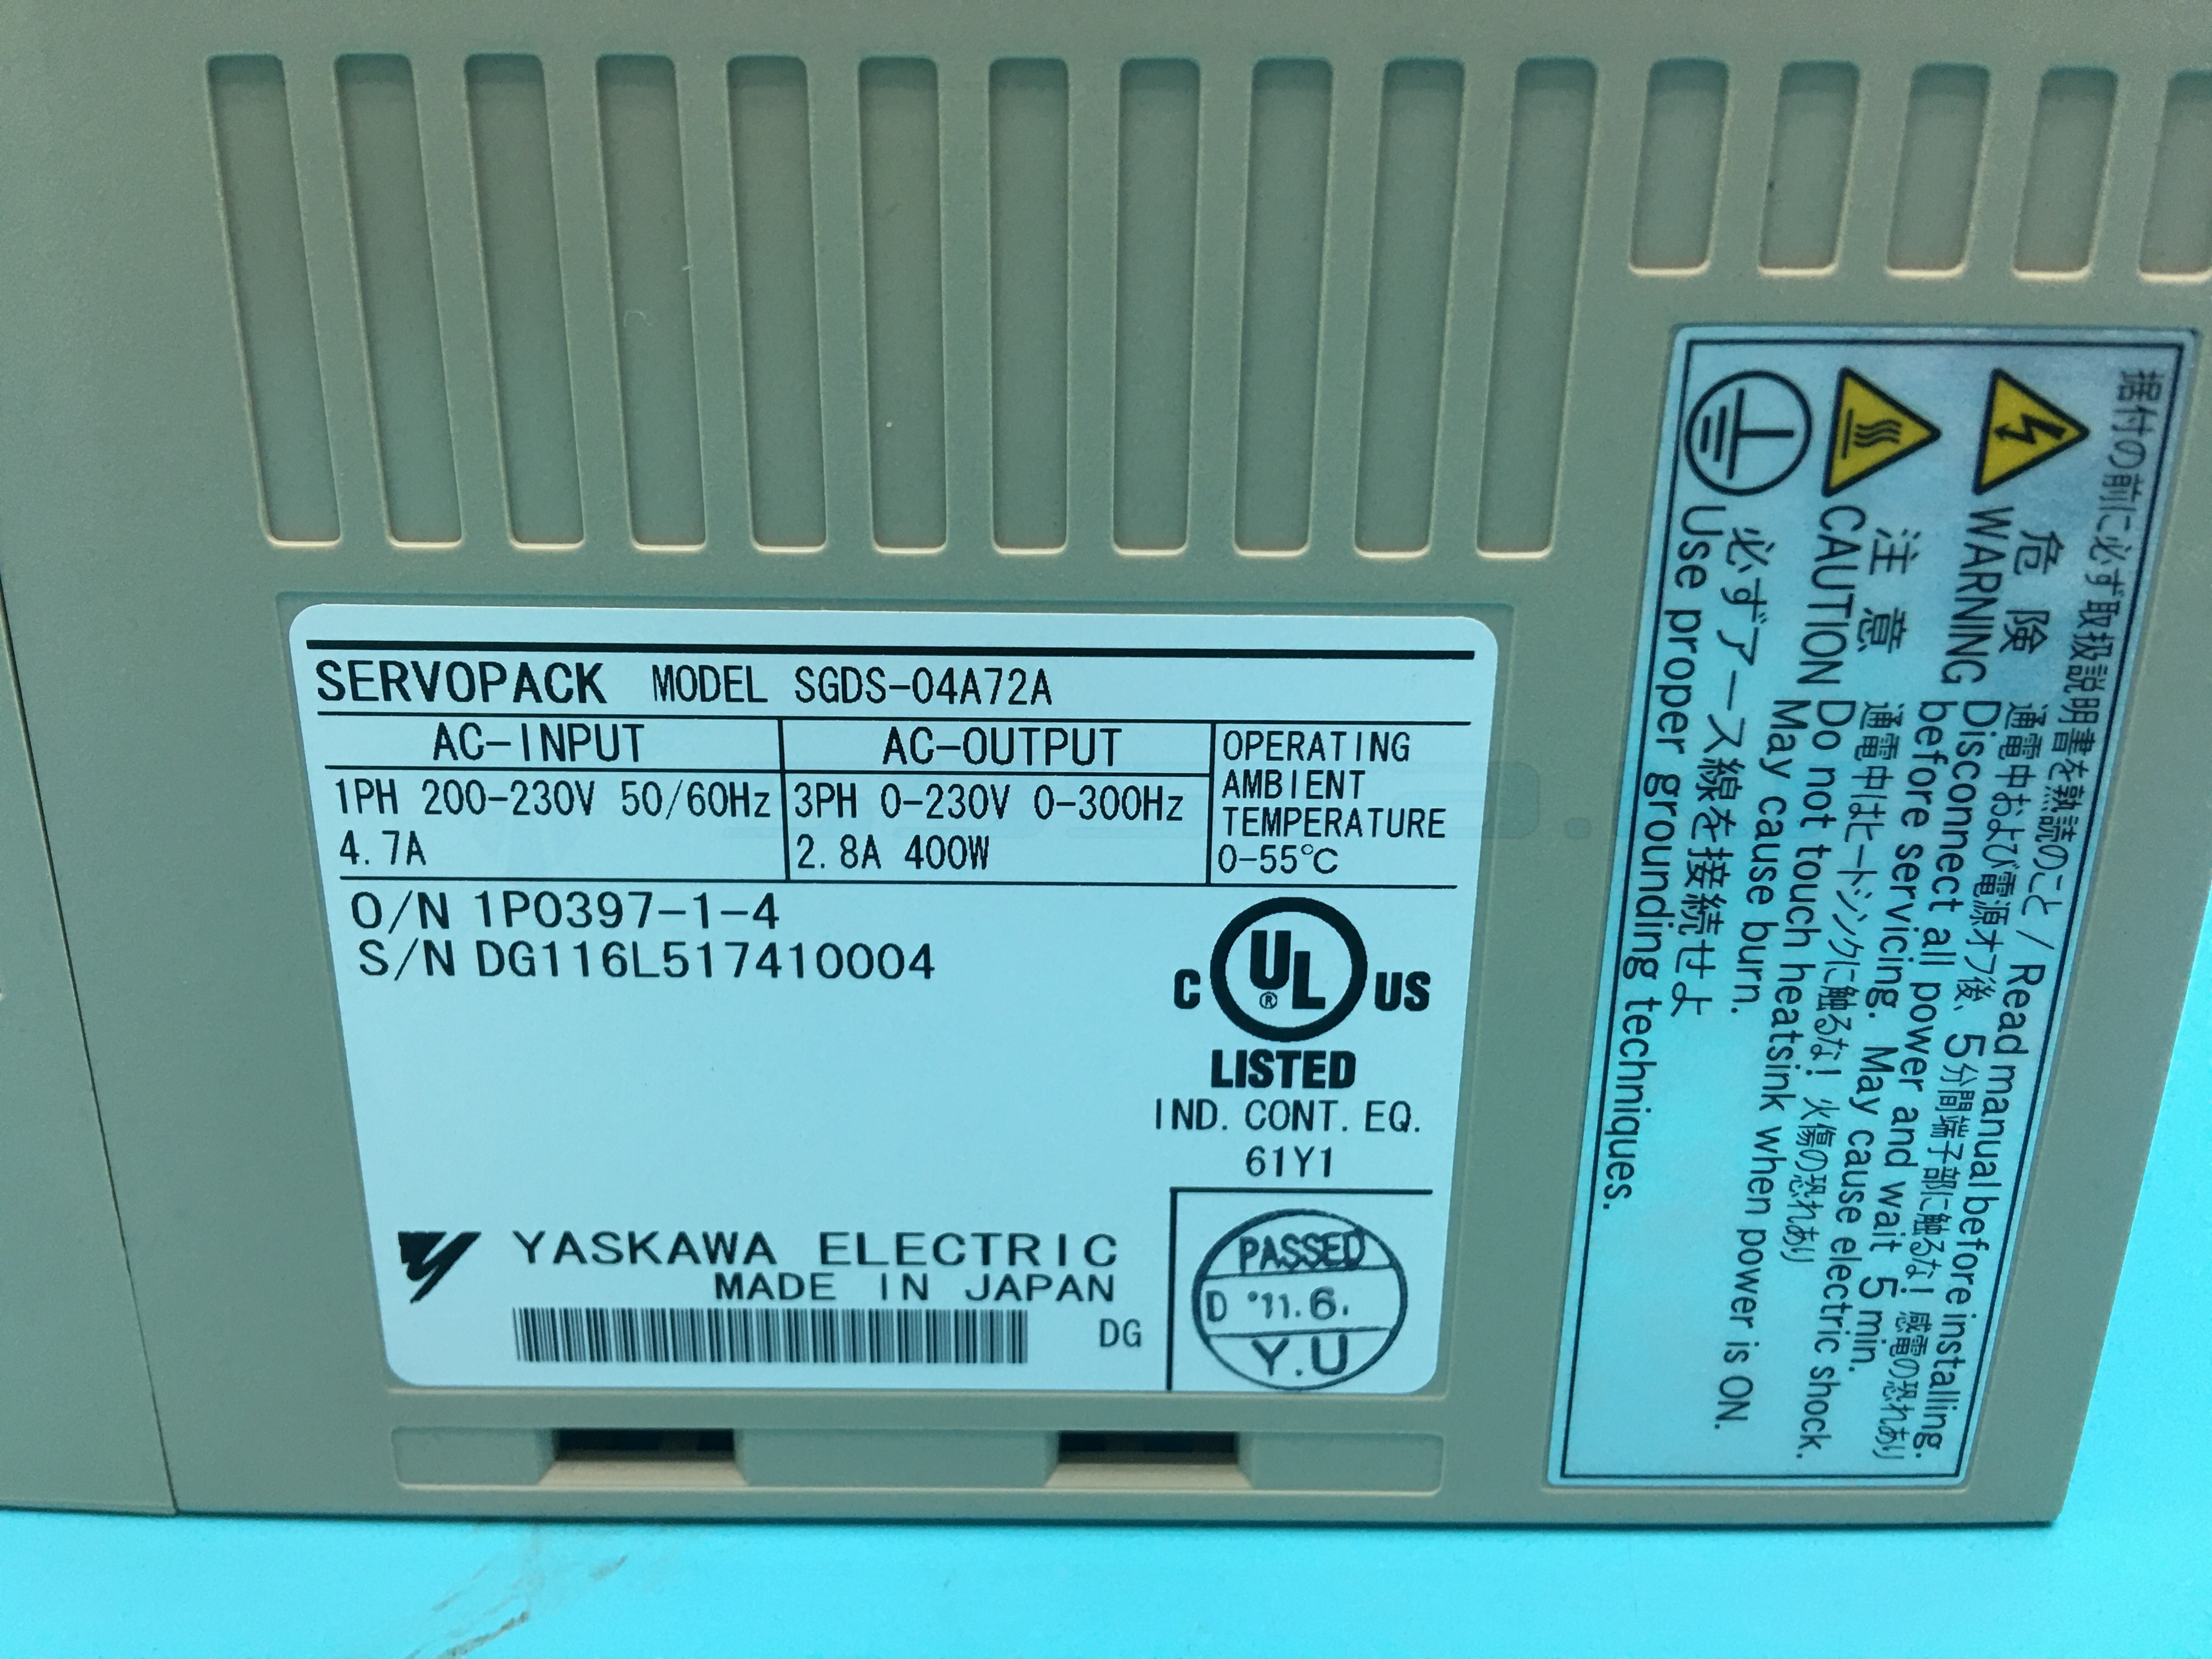 SERVOPACK MODEL SGDS-04A72A
AC-INPUT
1PH 200-230V 50/60Hz
4.7A
AC-OUTPUT
3PH 0-230V 0-300Hz
2.8A 400W
OPERATING
AMBIENT
TEMPERATURE
0-55℃
O/N 1P0397-1-4
S/N DG116L517410004
C UL® US
LISTED
IND. CONT. EQ.
61Y1
YASKAWA ELECTRIC
MADE IN JAPAN
DG
PASSED
D '11.6.
Y.U
据付の前に必ず取扱説明書を熟読のこと / Read manual before installing.
危険 通電中および電源オフ後、5分間端子部に触るな! 感電の恐れあり
WARNING Disconnect all power and wait 5 min.
before servicing. May cause electric shock.
注意 通電中はヒートシンクに触るな! 火傷の恐れあり
CAUTION Do not touch heatsink when power is ON.
May cause burn.
必ずアース線を接続せよ
Use proper grounding techniques.